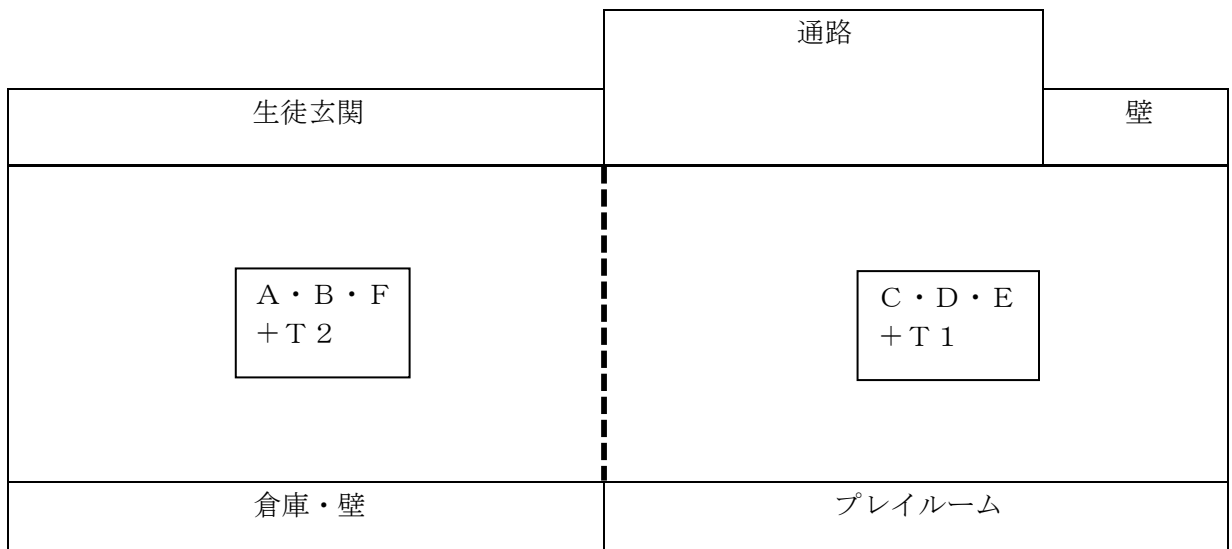 通路
生徒玄関
壁
A・B・F
+T2
C・D・E
+T1
倉庫・壁
プレイルーム